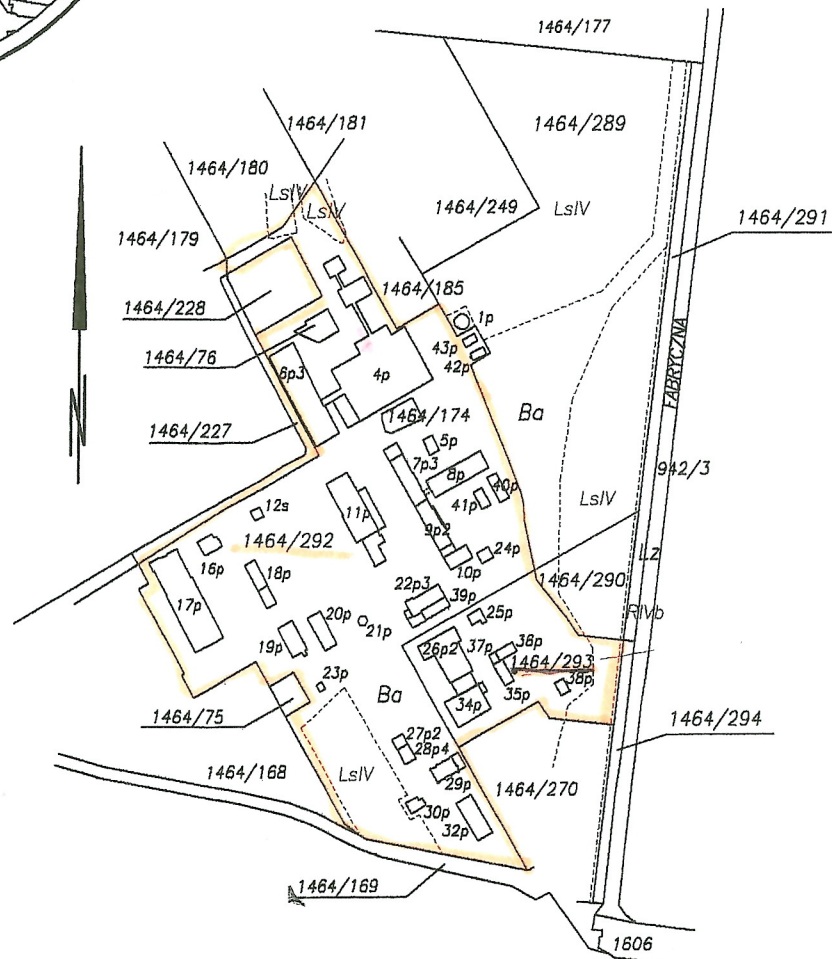 1464/177
1464/181
1464/289
1464/180
LsIV
LsIV
1464/249
LsIV
1464/291
1464/179
1464/185
1464/228
1p
1464/76
43p
42p
FABRYCZNA
6p3
4p
1464/174
Ba
1464/227
5p
7p3
8p
942/3
40p
LsIV
41p
12s
11p
9p2
1464/292
24p
Lz
16p
10p
1464/290
18p
22p3
39p
RIVb
17p
25p
20p
21p
19p
26p2
37p
38p
1464/293
23p
35p
38p
Ba
34p
1464/75
1464/294
27p2
28p4
1464/168
LsIV
29p
1464/270
30p
32p
1464/169
1606
N